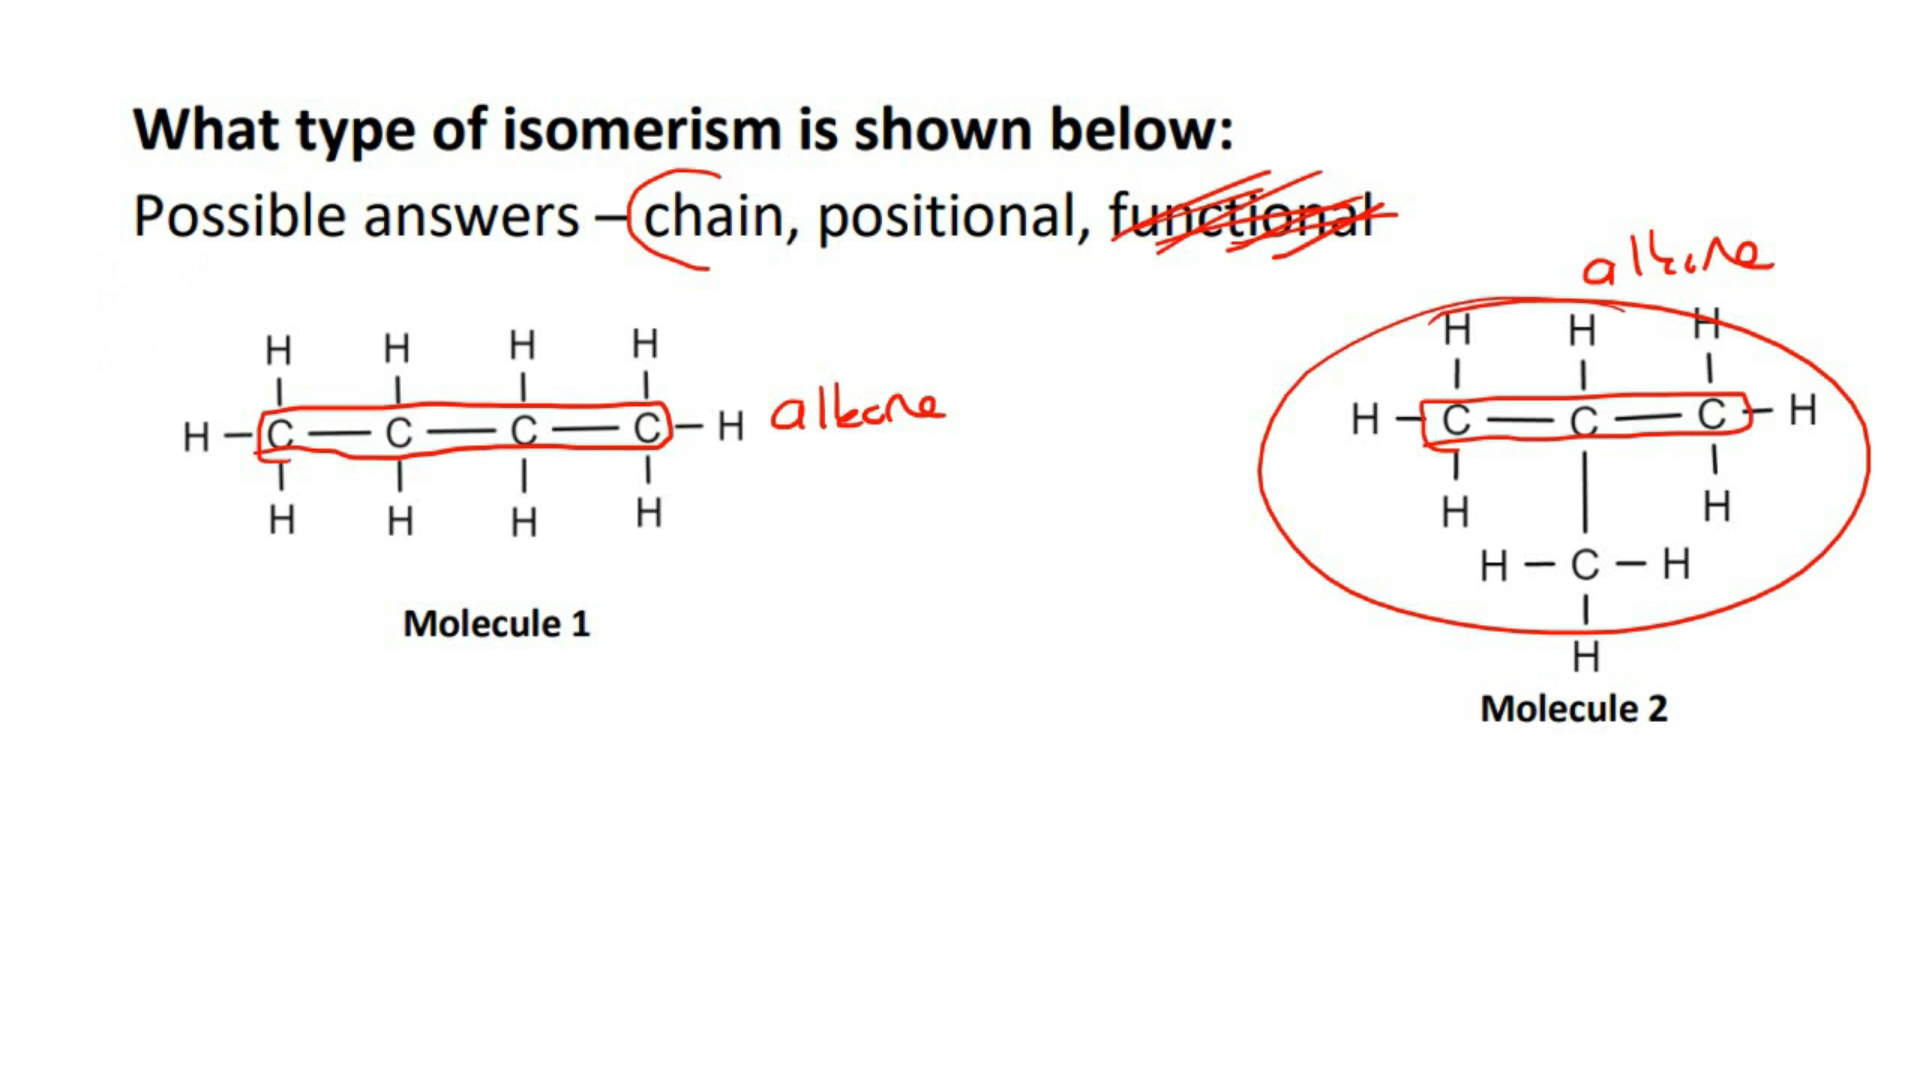 What type of isomerism is shown below:
Possible answers – chain, positional, functional
alkane
H H H H
H – C — C — C — C – H alkane
H H H H
Molecule 1
H H H
H – C — C — C – H
H H
H – C – H
H
Molecule 2